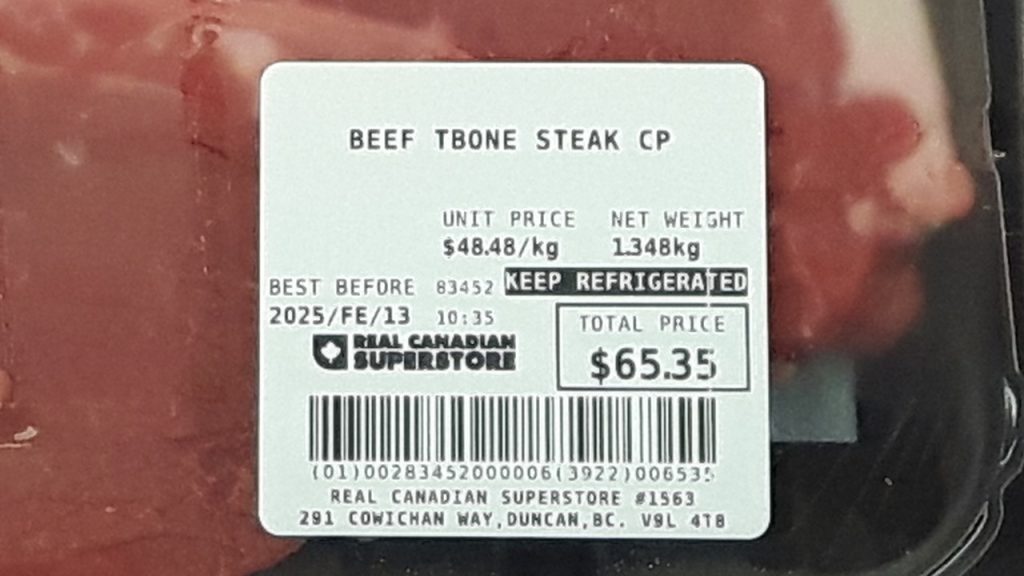 BEEF TBONE STEAK CP
UNIT PRICE NET WEIGHT
$48.48/kg 1.348kg
BEST BEFORE 83452 KEEP REFRIGERATED
2025/FE/13 10:35 TOTAL PRICE
REAL CANADIAN
SUPERSTORE
$65.35
(01)00283452000006(3922)006535
REAL CANADIAN SUPERSTORE #1563
291 COWICHAN WAY,DUNCAN,BC. V9L 4T8